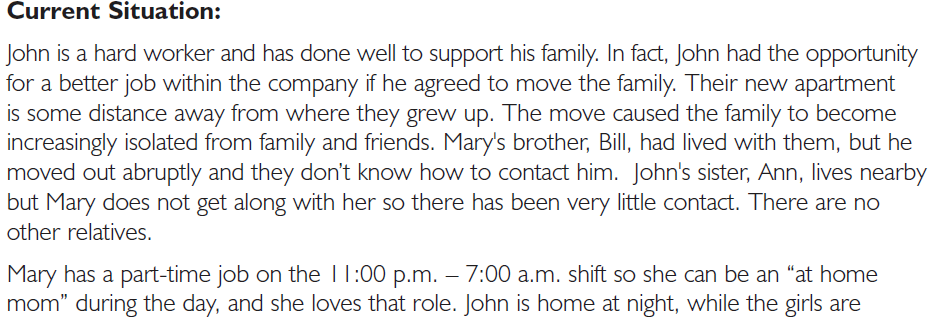 Current Situation:
John is a hard worker and has done well to support his family. In fact, John had the opportunity
for a better job within the company if he agreed to move the family. Their new apartment
is some distance away from where they grew up. The move caused the family to become
increasingly isolated from family and friends. Mary's brother, Bill, had lived with them, but he
moved out abruptly and they don’t know how to contact him.  John's sister, Ann, lives nearby
but Mary does not get along with her so there has been very little contact. There are no
other relatives.
Mary has a part-time job on the 11:00 p.m. – 7:00 a.m. shift so she can be an “at home
mom” during the day, and she loves that role. John is home at night, while the girls are